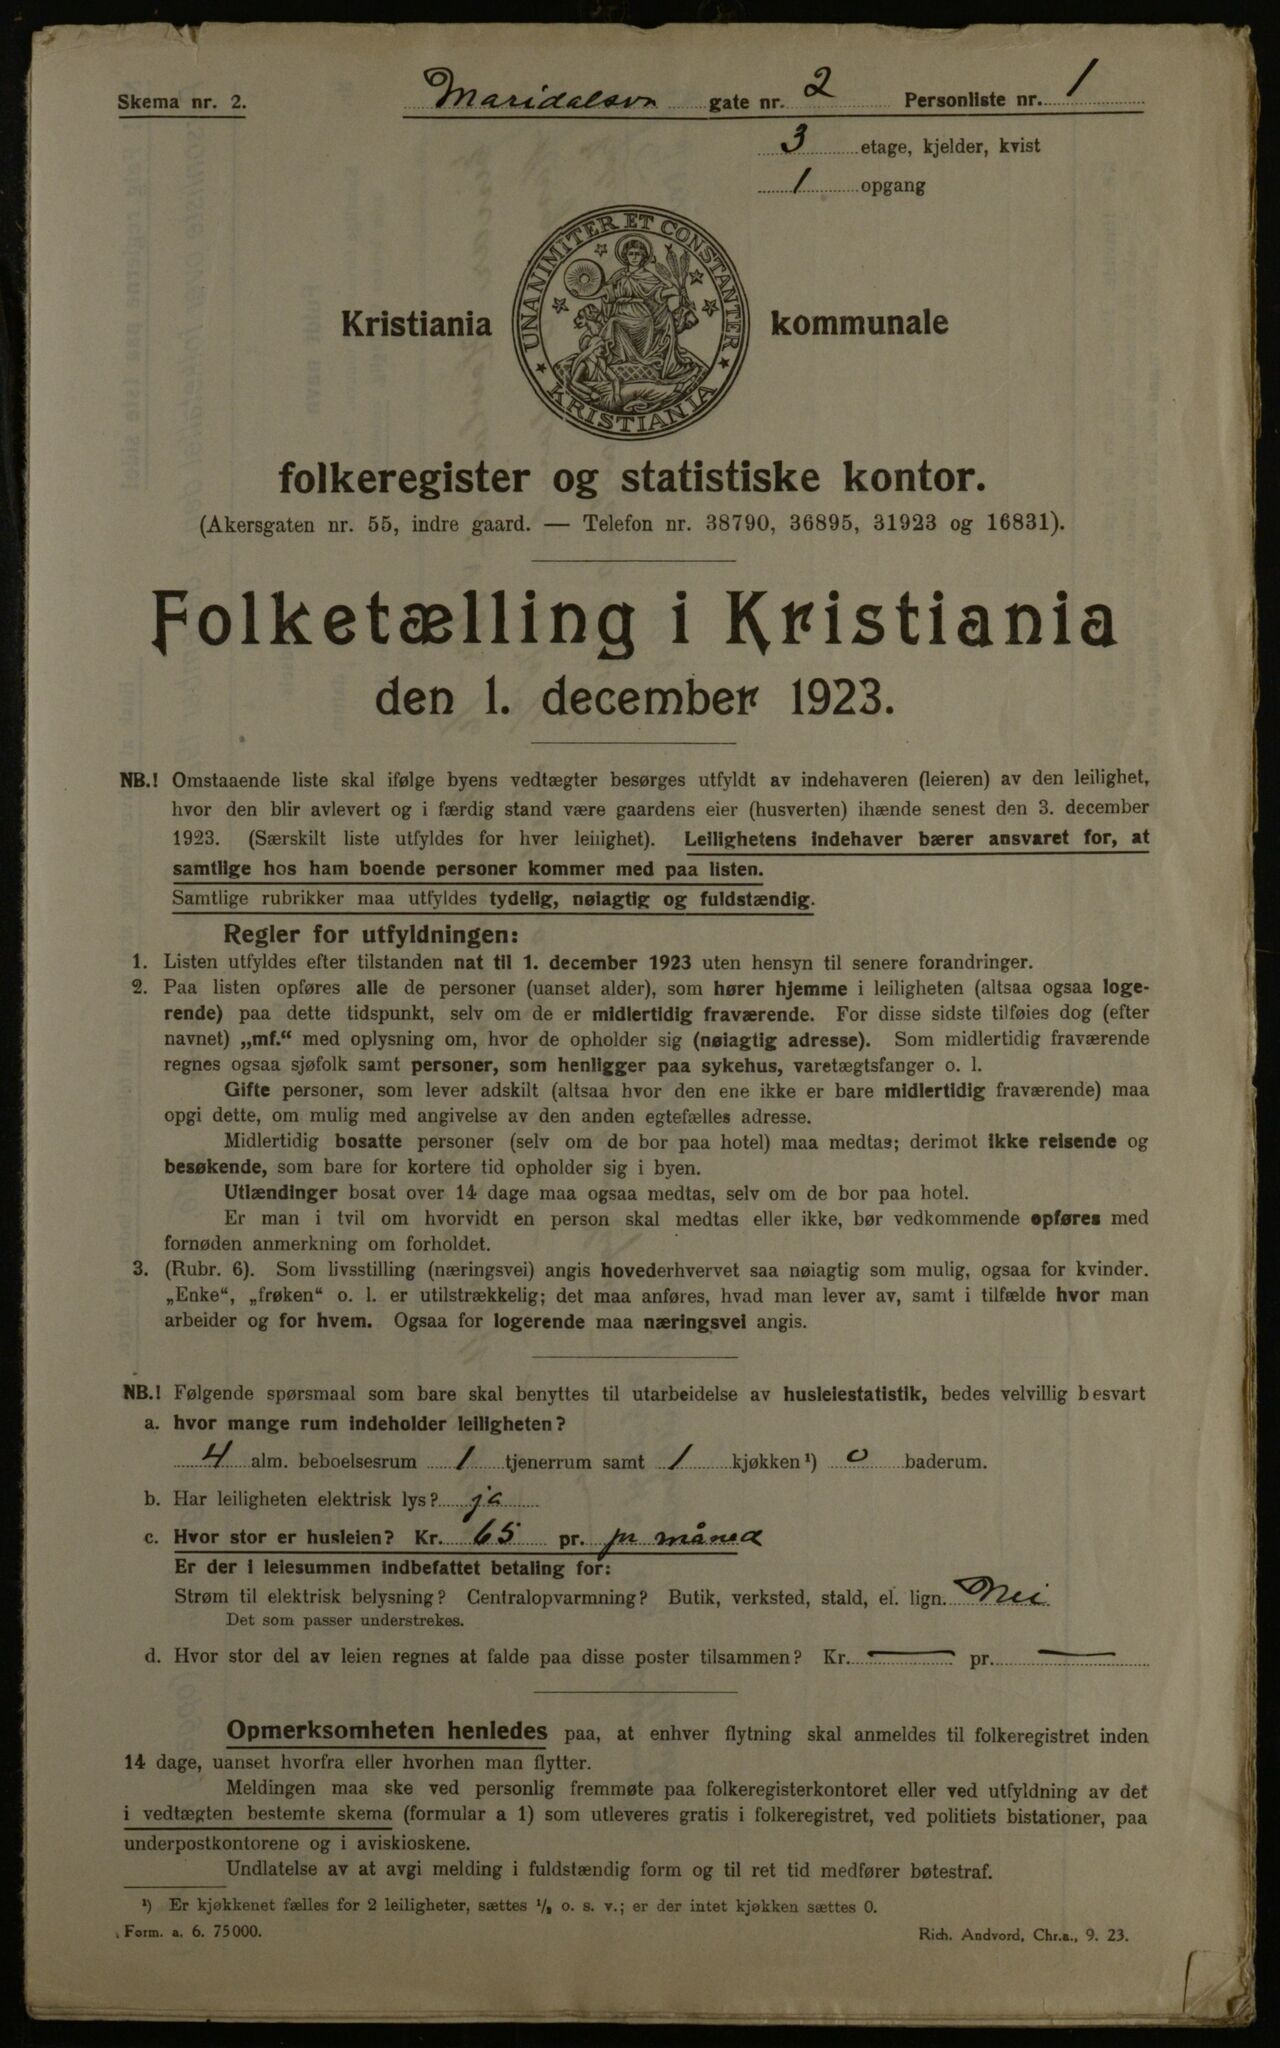 Skema nr. 2.
Maridalsvn gate nr. 2 Personliste nr. 1
3 etage, kjelder, kvist
1 opgang
UNANIMITER ET CONSTANTER
KRISTIANIA
Kristiania kommunale
folkeregister og statistiske kontor.
(Akersgaten nr. 55, indre gaard. — Telefon nr. 38790, 36895, 31923 og 16831).
Folketælling i Kristiania
den 1. december 1923.
NB.! Omstaaende liste skal ifølge byens vedtægter besørges utfyldt av indehaveren (leieren) av den leilighet,
hvor den blir avlevert og i færdig stand være gaardens eier (husverten) ihænde senest den 3. december
1923. (Særskilt liste utfyldes for hver leilighet). Leilighetens indehaver bærer ansvaret for, at
samtlige hos ham boende personer kommer med paa listen.
Samtlige rubrikker maa utfyldes tydelig, nøiagtig og fuldstændig.
Regler for utfyldningen:
1. Listen utfyldes efter tilstanden nat til 1. december 1923 uten hensyn til senere forandringer.
2. Paa listen opføres alle de personer (uanset alder), som hører hjemme i leiligheten (altsaa ogsaa loge-
rende) paa dette tidspunkt, selv om de er midlertidig fraværende. For disse sidste tilføies dog (efter
navnet) „mf.“ med oplysning om, hvor de opholder sig (nøiagtig adresse). Som midlertidig fraværende
regnes ogsaa sjøfolk samt personer, som henligger paa sykehus, varetægtsfanger o. l.
Gifte personer, som lever adskilt (altsaa hvor den ene ikke er bare midlertidig fraværende) maa
opgi dette, om mulig med angivelse av den anden egtefælles adresse.
Midlertidig bosatte personer (selv om de bor paa hotel) maa medtas; derimot ikke reisende og
besøkende, som bare for kortere tid opholder sig i byen.
Utlændinger bosat over 14 dage maa ogsaa medtas, selv om de bor paa hotel.
Er man i tvil om hvorvidt en person skal medtas eller ikke, bør vedkommende opføres med
fornøden anmerkning om forholdet.
3. (Rubr. 6). Som livsstilling (næringsvei) angis hovederhvervet saa nøiagtig som mulig, ogsaa for kvinder.
„Enke“, „frøken“ o. l. er utilstrækkelig; det maa anføres, hvad man lever av, samt i tilfælde hvor man
arbeider og for hvem. Ogsaa for logerende maa næringsvei angis.
NB.! Følgende spørsmaal som bare skal benyttes til utarbeidelse av husleiestatistik, bedes velvillig besvart
a. hvor mange rum indeholder leiligheten?
4 alm. beboelsesrum 1 tjenerrum samt 1 kjøkken ¹) 0 baderum.
b. Har leiligheten elektrisk lys? ja
c. Hvor stor er husleien? Kr. 65 pr. pr måned
Er der i leiesummen indbefattet betaling for:
Strøm til elektrisk belysning? Centralopvarmning? Butik, verksted, stald, el. lign. Nei
Det som passer understrekes.
d. Hvor stor del av leien regnes at falde paa disse poster tilsammen? Kr. — pr. —
Opmerksomheten henledes paa, at enhver flytning skal anmeldes til folkeregistret inden
14 dage, uanset hvorfra eller hvorhen man flytter.
Meldingen maa ske ved personlig fremmøte paa folkeregisterkontoret eller ved utfyldning av det
i vedtægten bestemte skema (formular a 1) som utleveres gratis i folkeregistret, ved politiets bistationer, paa
underpostkontorene og i aviskioskene.
Undlatelse av at avgi melding i fuldstændig form og til ret tid medfører bøtestraf.
¹) Er kjøkkenet fælles for 2 leiligheter, sættes ½ o. s. v.; er der intet kjøkken sættes 0.
Form. a. 6. 75000.
Rich. Andvord, Chr.a., 9. 23.